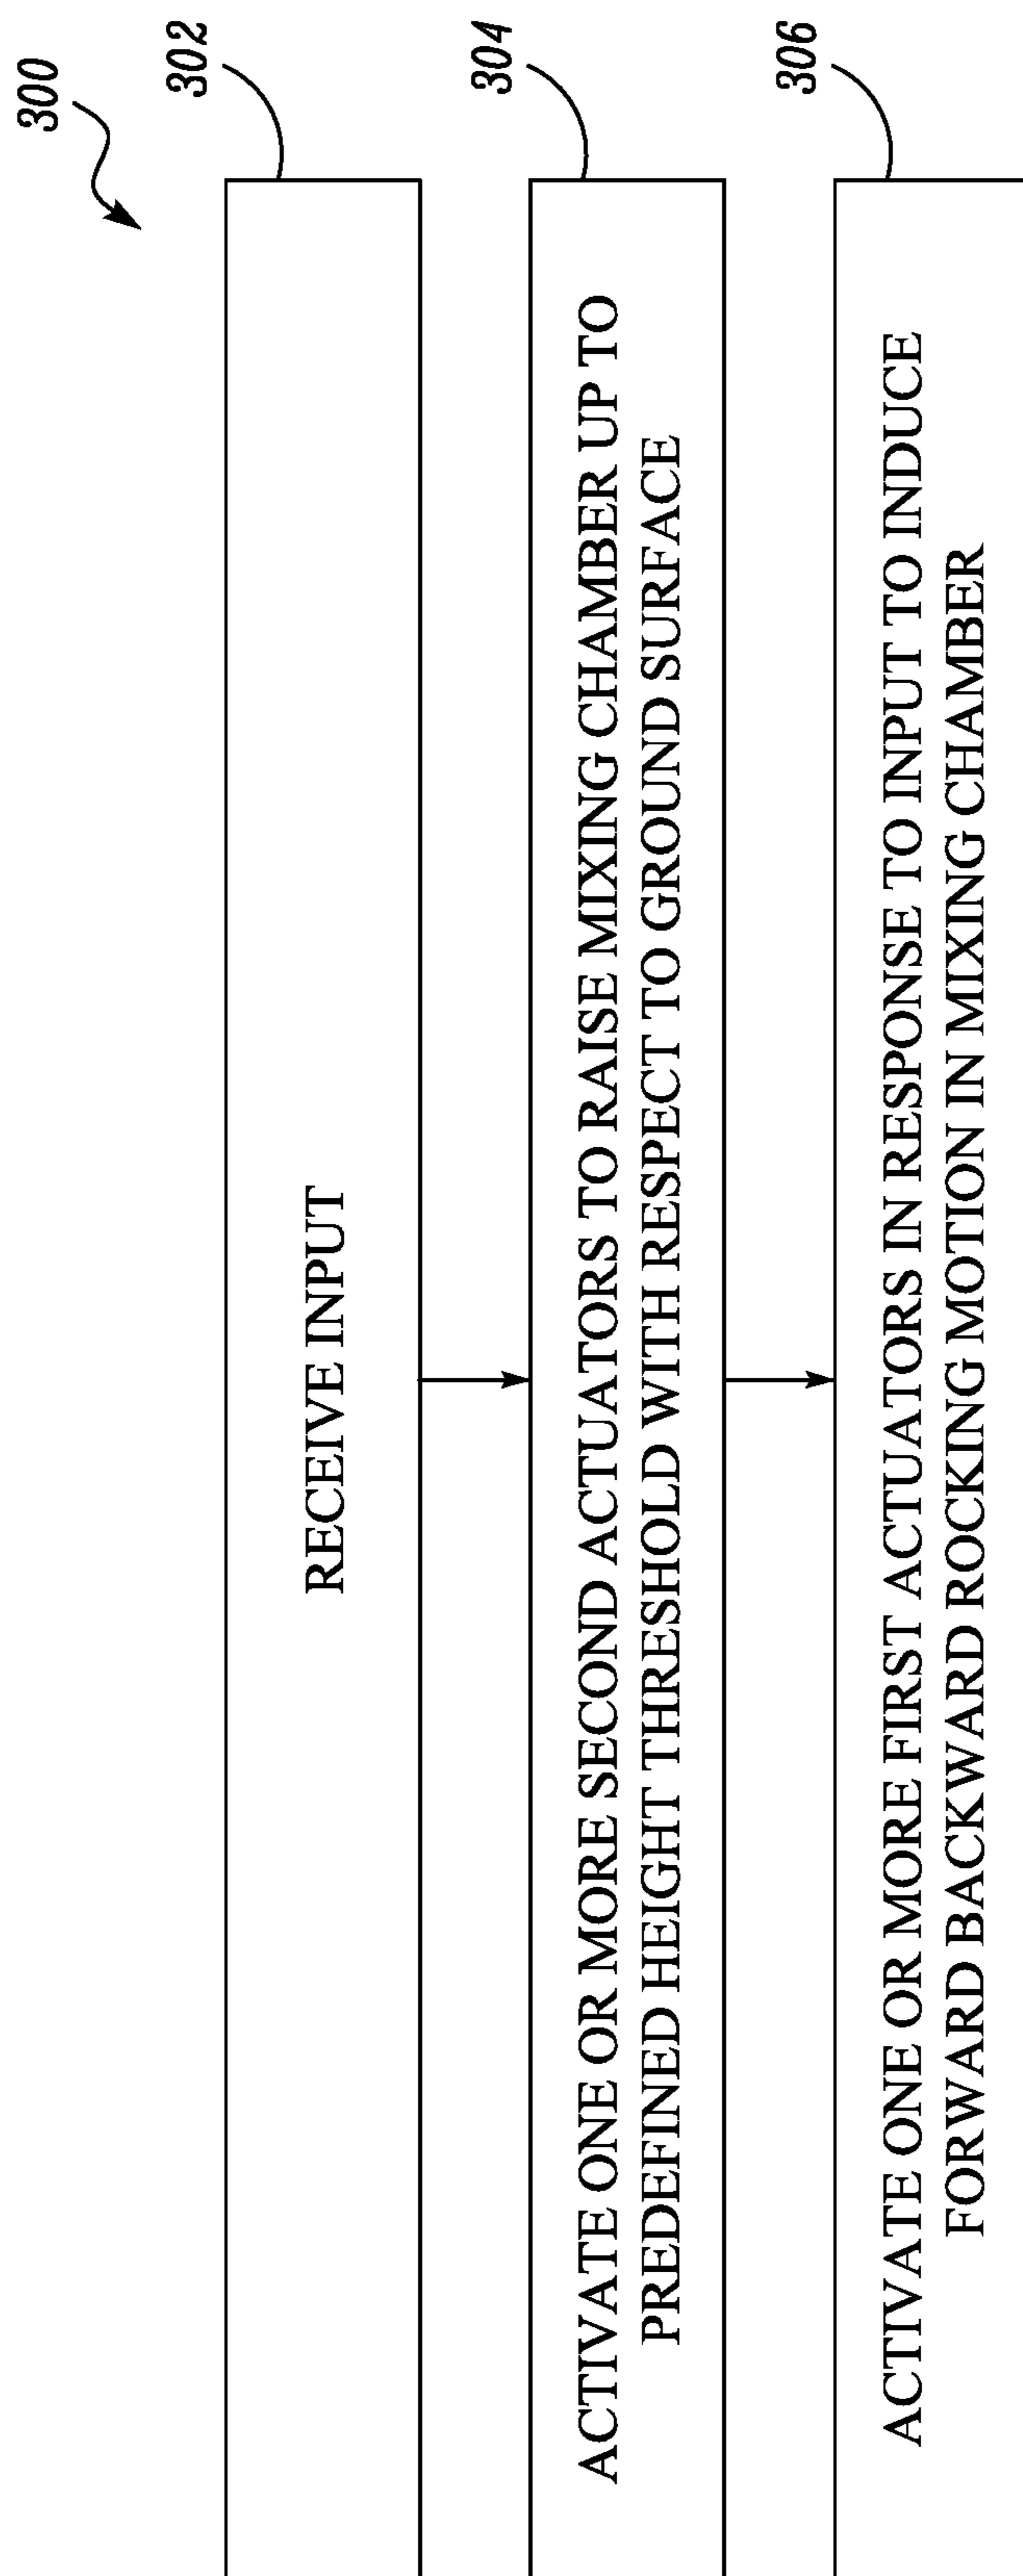 300
302
RECEIVE INPUT
304
ACTIVATE ONE OR MORE SECOND ACTUATORS TO RAISE MIXING CHAMBER UP TO
PREDEFINED HEIGHT THRESHOLD WITH RESPECT TO GROUND SURFACE
306
ACTIVATE ONE OR MORE FIRST ACTUATORS IN RESPONSE TO INPUT TO INDUCE
FORWARD BACKWARD ROCKING MOTION IN MIXING CHAMBER